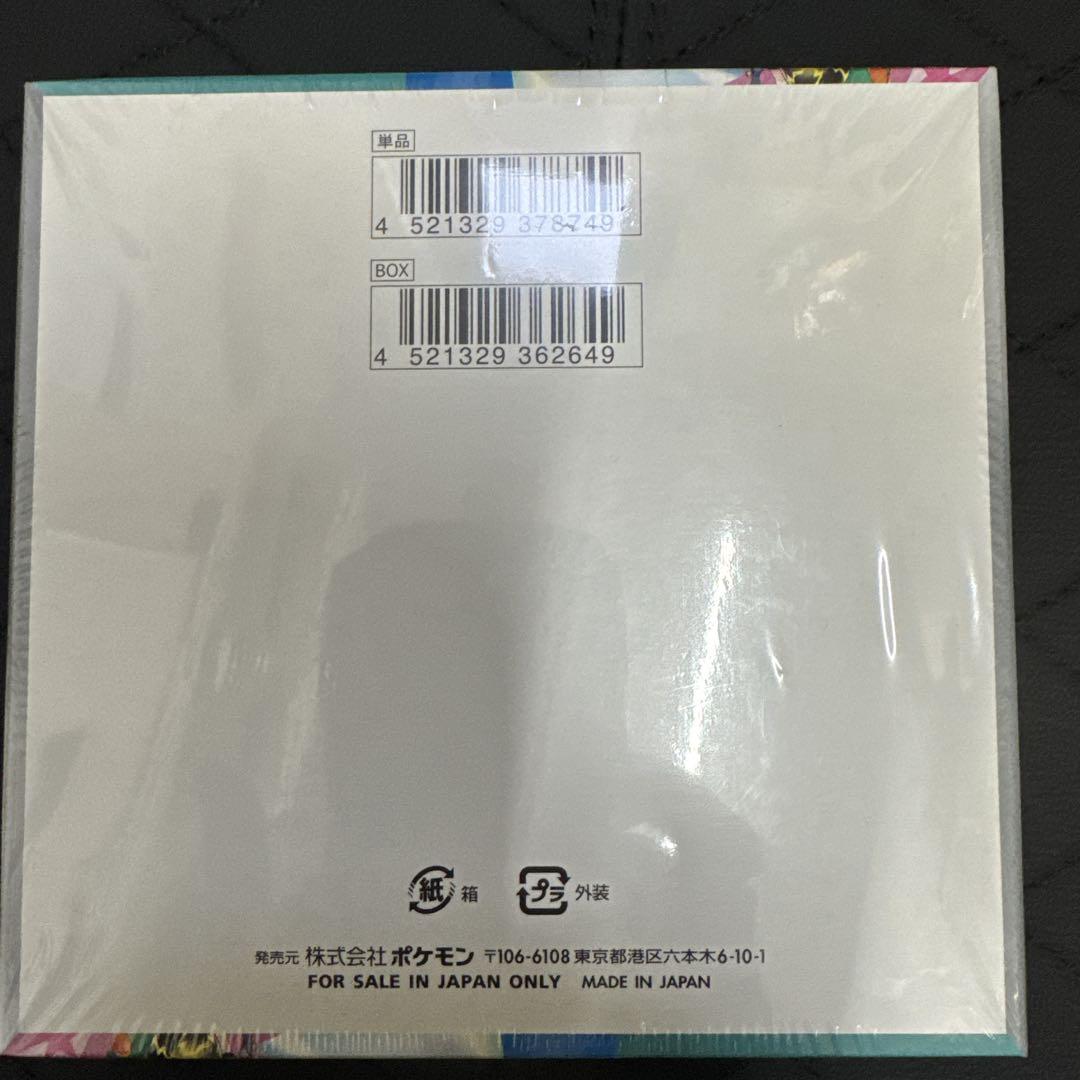 単品
4 521329 378749
BOX
4 521329 362649
紙 箱 プラ 外装
発売元 株式会社ポケモン 〒106-6108 東京都港区六本木6-10-1
FOR SALE IN JAPAN ONLY MADE IN JAPAN